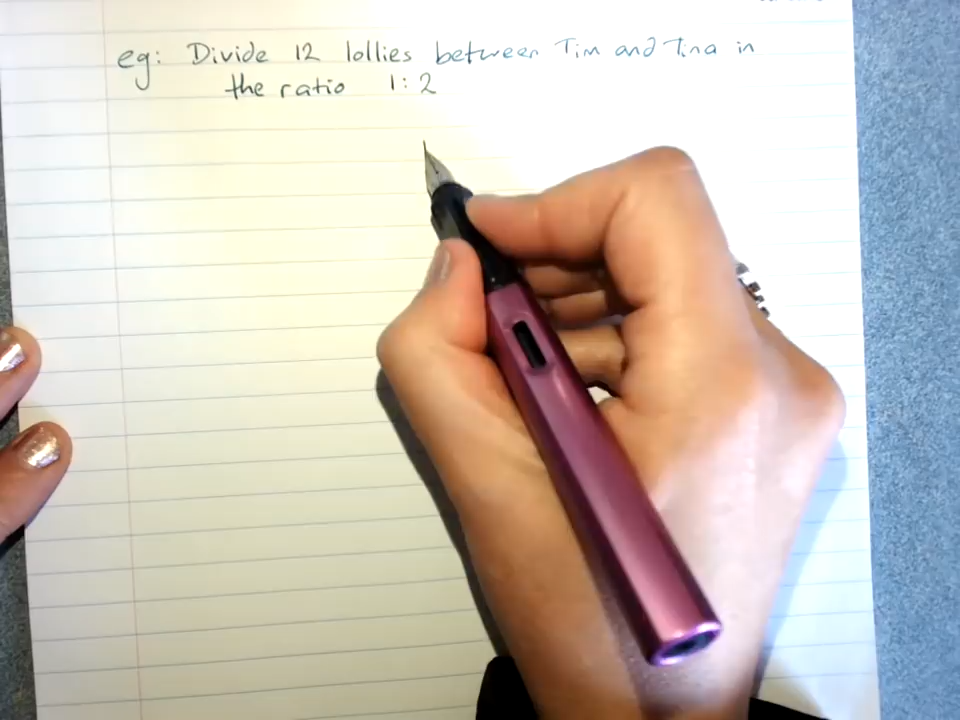 eg: Divide 12 lollies between Tim and Tina in
the ratio 1:2